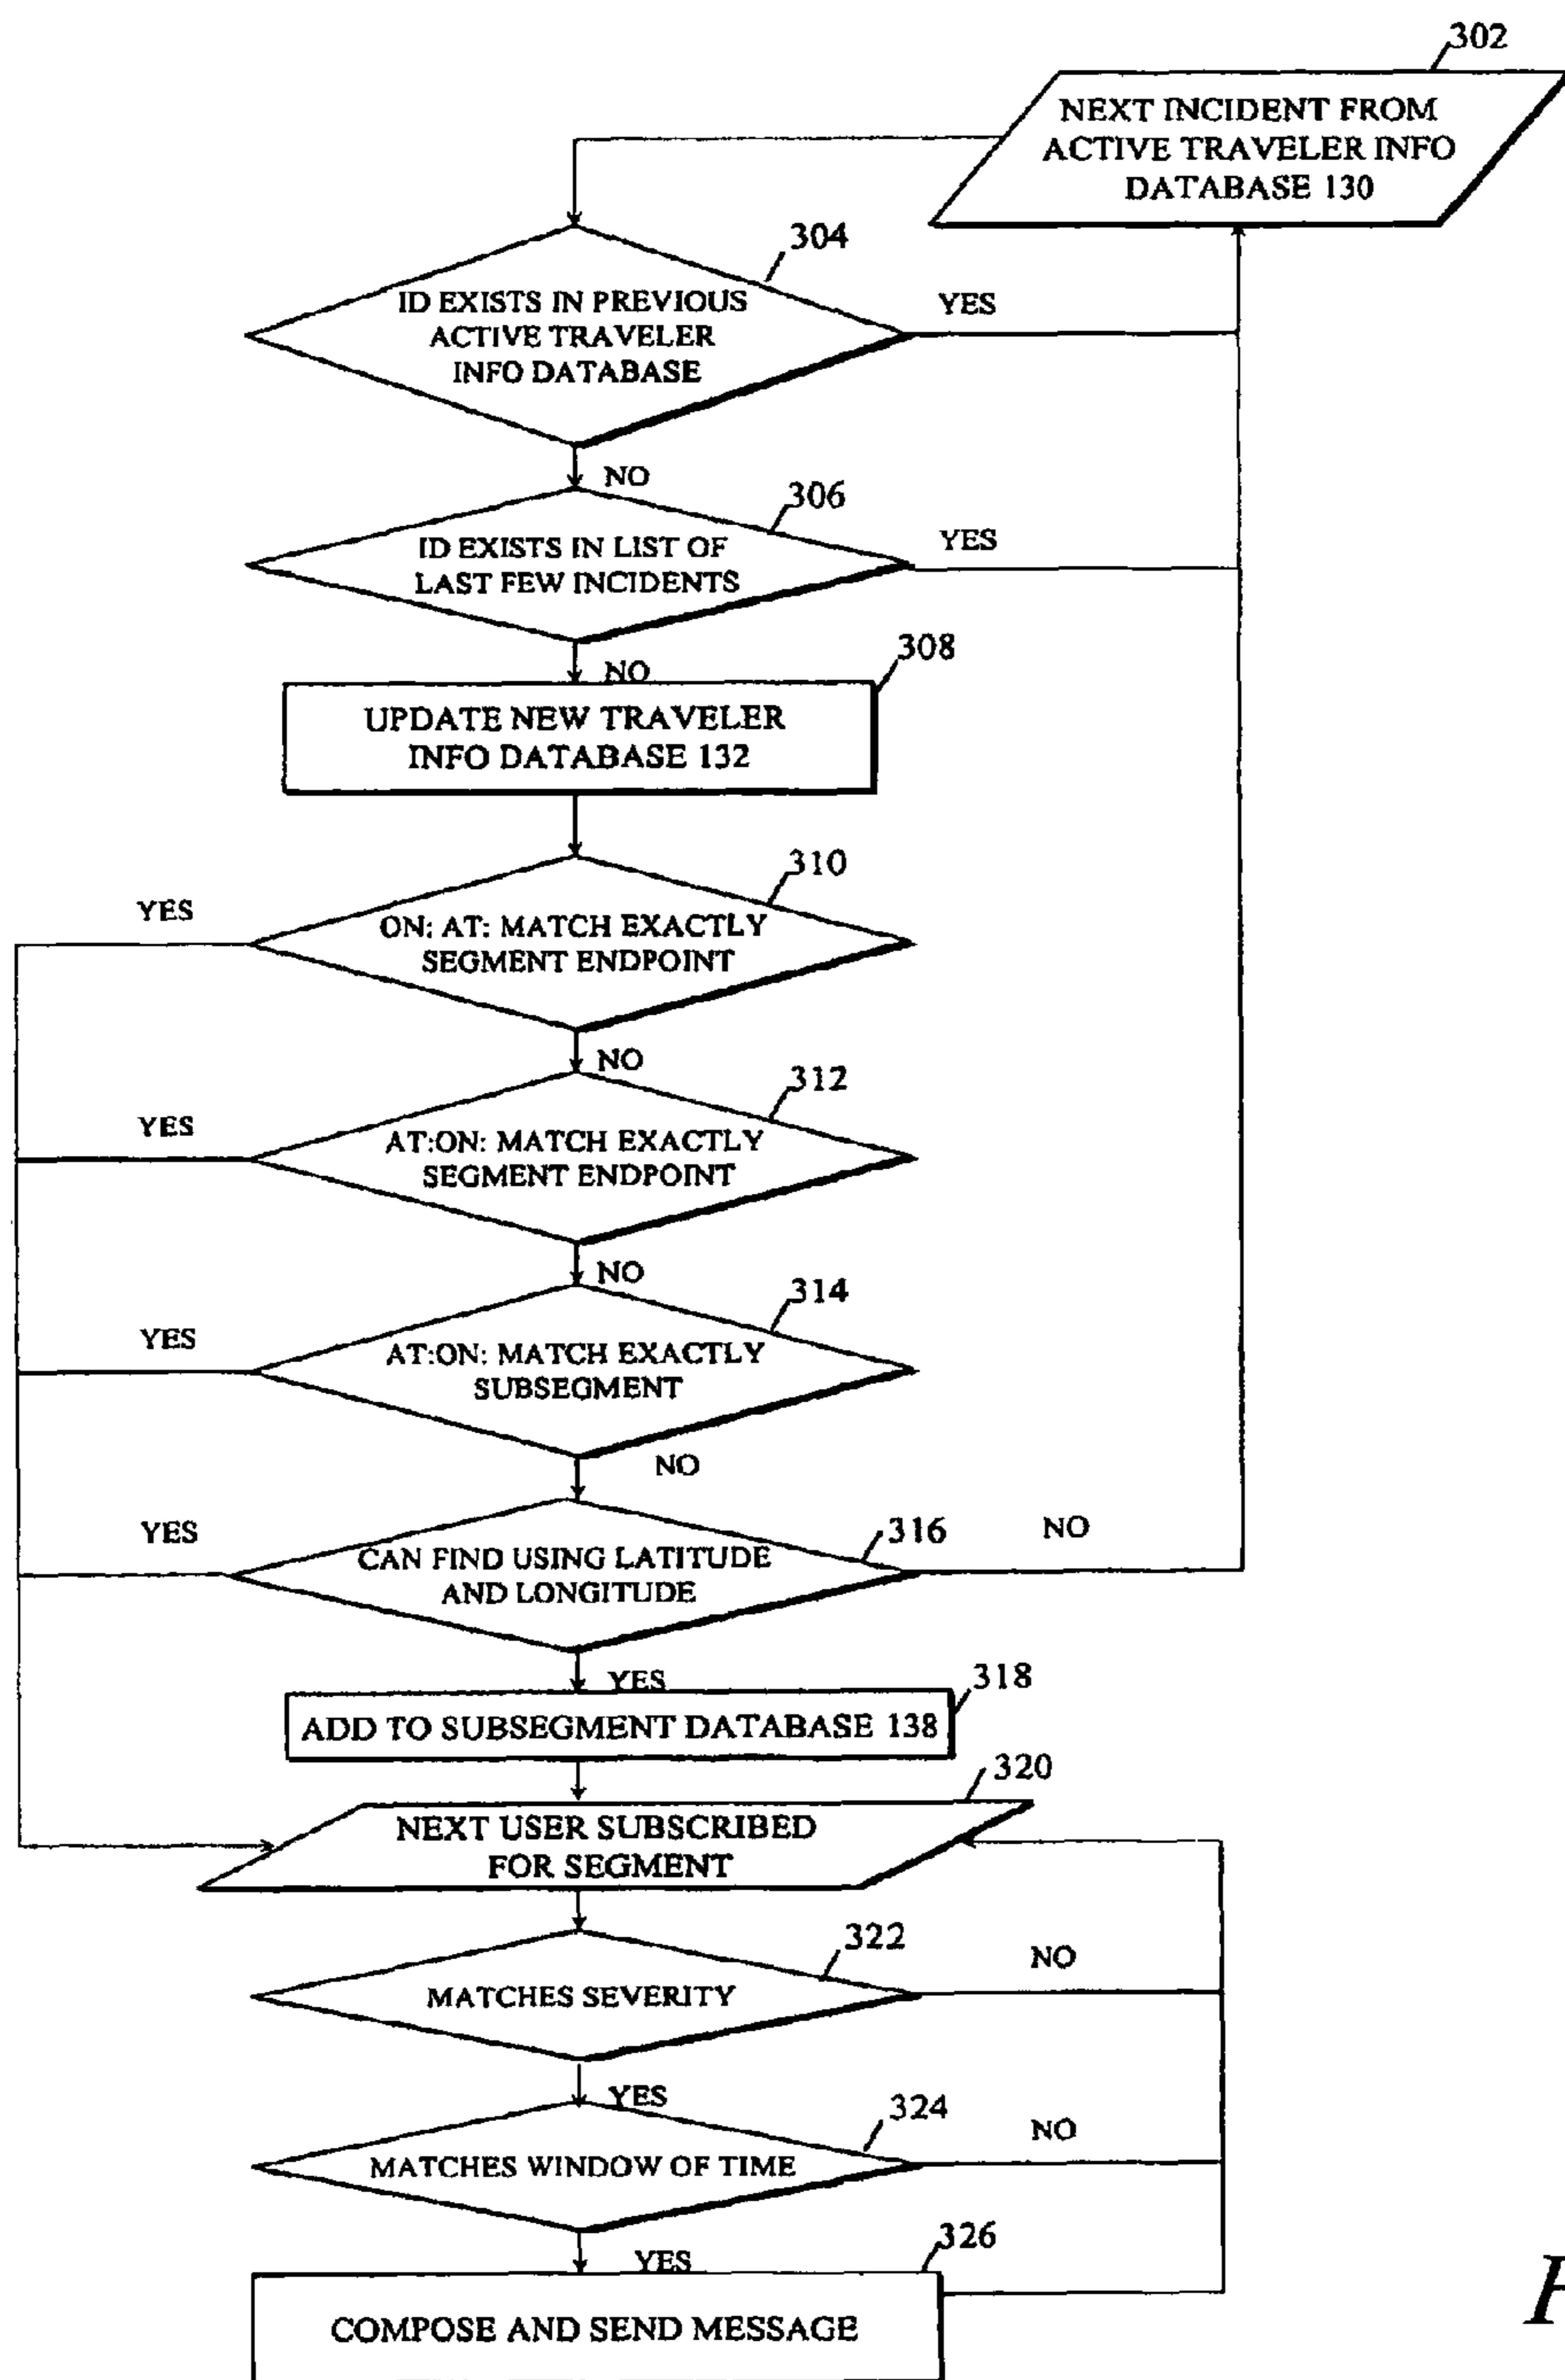 302
NEXT INCIDENT FROM
ACTIVE TRAVELER INFO
DATABASE 130
304
ID EXISTS IN PREVIOUS
ACTIVE TRAVELER
INFO DATABASE
YES
NO
306
ID EXISTS IN LIST OF
LAST FEW INCIDENTS
YES
NO
308
UPDATE NEW TRAVELER
INFO DATABASE 132
310
YES
ON: AT: MATCH EXACTLY
SEGMENT ENDPOINT
NO
312
YES
AT:ON: MATCH EXACTLY
SEGMENT ENDPOINT
NO
314
YES
AT:ON: MATCH EXACTLY
SUBSEGMENT
NO
316
YES
NO
CAN FIND USING LATITUDE
AND LONGITUDE
YES
318
ADD TO SUBSEGMENT DATABASE 138
320
NEXT USER SUBSCRIBED
FOR SEGMENT
322
NO
MATCHES SEVERITY
YES
324
NO
MATCHES WINDOW OF TIME
YES
326
COMPOSE AND SEND MESSAGE